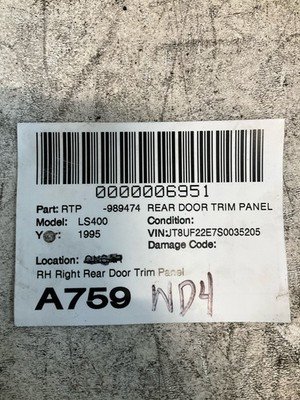 0000006951
Part: RTP -989474 REAR DOOR TRIM PANEL
Model: LS400 Condition:
Year: 1995 VIN:JT8UF22E7S0035205
Damage Code:
Location:
RH Right Rear Door Trim Panel
A759 WD4